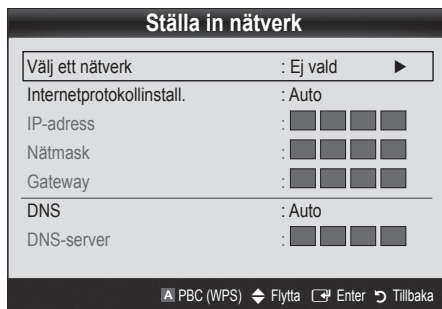 Ställa in nätverk
Välj ett nätverk : Ej vald ►
Internetprotokollinstall. : Auto
IP-adress :
Nätmask :
Gateway :
DNS : Auto
DNS-server :
A PBC (WPS) Flytta Enter Tillbaka